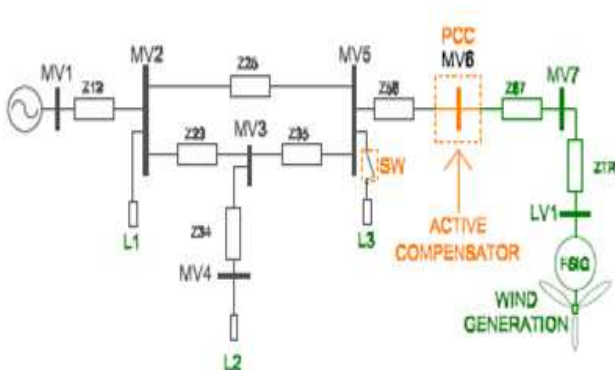 PCC
MV1
Z12
MV2
Z25
MV5
Z56
MV6
Z67
MV7
Z23
MV3
Z35
SW
ZTR
L1
Z34
L3
ACTIVE
COMPENSATOR
LV1
MV4
WIND
GENERATION
L2